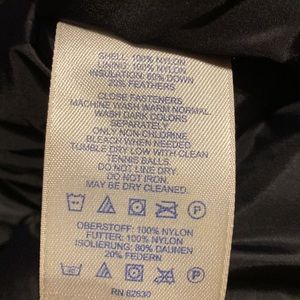 SHELL: 100% NYLON
LINING: 100% NYLON
INSULATION: 80% DOWN
20% FEATHERS
CLOSE FASTENERS
MACHINE WASH WARM NORMAL.
WASH DARK COLORS
SEPARATELY.
ONLY NON-CHLORINE
BLEACH WHEN NEEDED
TUMBLE DRY LOW WITH CLEAN
TENNIS BALLS.
DO NOT LINE DRY.
DO NOT IRON.
MAY BE DRY CLEANED.
P
OBERSTOFF: 100% NYLON
FUTTER: 100% NYLON
ISOLIERUNG: 80% DAUNEN
20% FEDERN
P
RN 62630